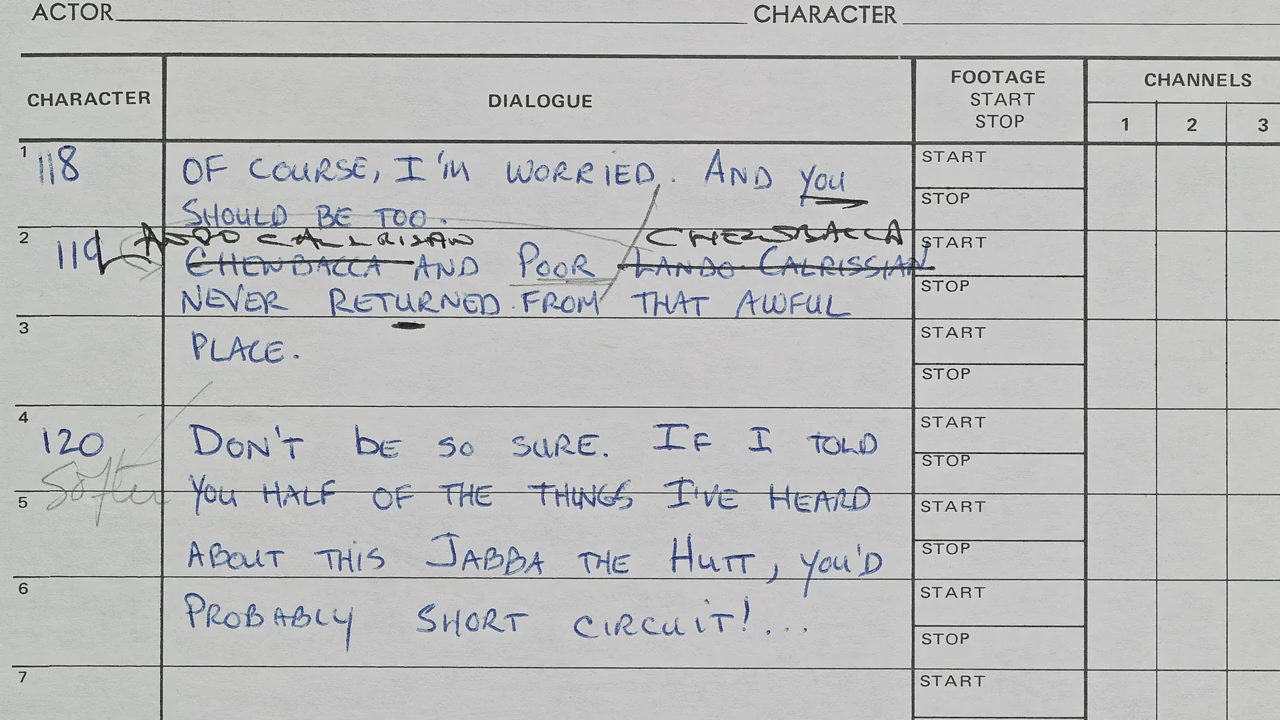 ACTOR CHARACTER
CHARACTER DIALOGUE FOOTAGE START STOP CHANNELS 1 2 3
1 118 OF COURSE, I'M WORRIED. AND YOU START
SHOULD BE TOO. STOP
LANDO CALRISIAN CHEWBACCA
2 119 CHEWBACCA AND POOR LANDO CALRISSIAN START
NEVER RETURNED FROM THAT AWFUL STOP
3 PLACE. START
STOP
4 120 DON'T BE SO SURE. IF I TOLD START
STOP
Softer
5 YOU HALF OF THE THINGS I'VE HEARD START
ABOUT THIS JABBA THE HUTT, YOU'D STOP
6 PROBABLY SHORT CIRCUIT!... START
STOP
7 START